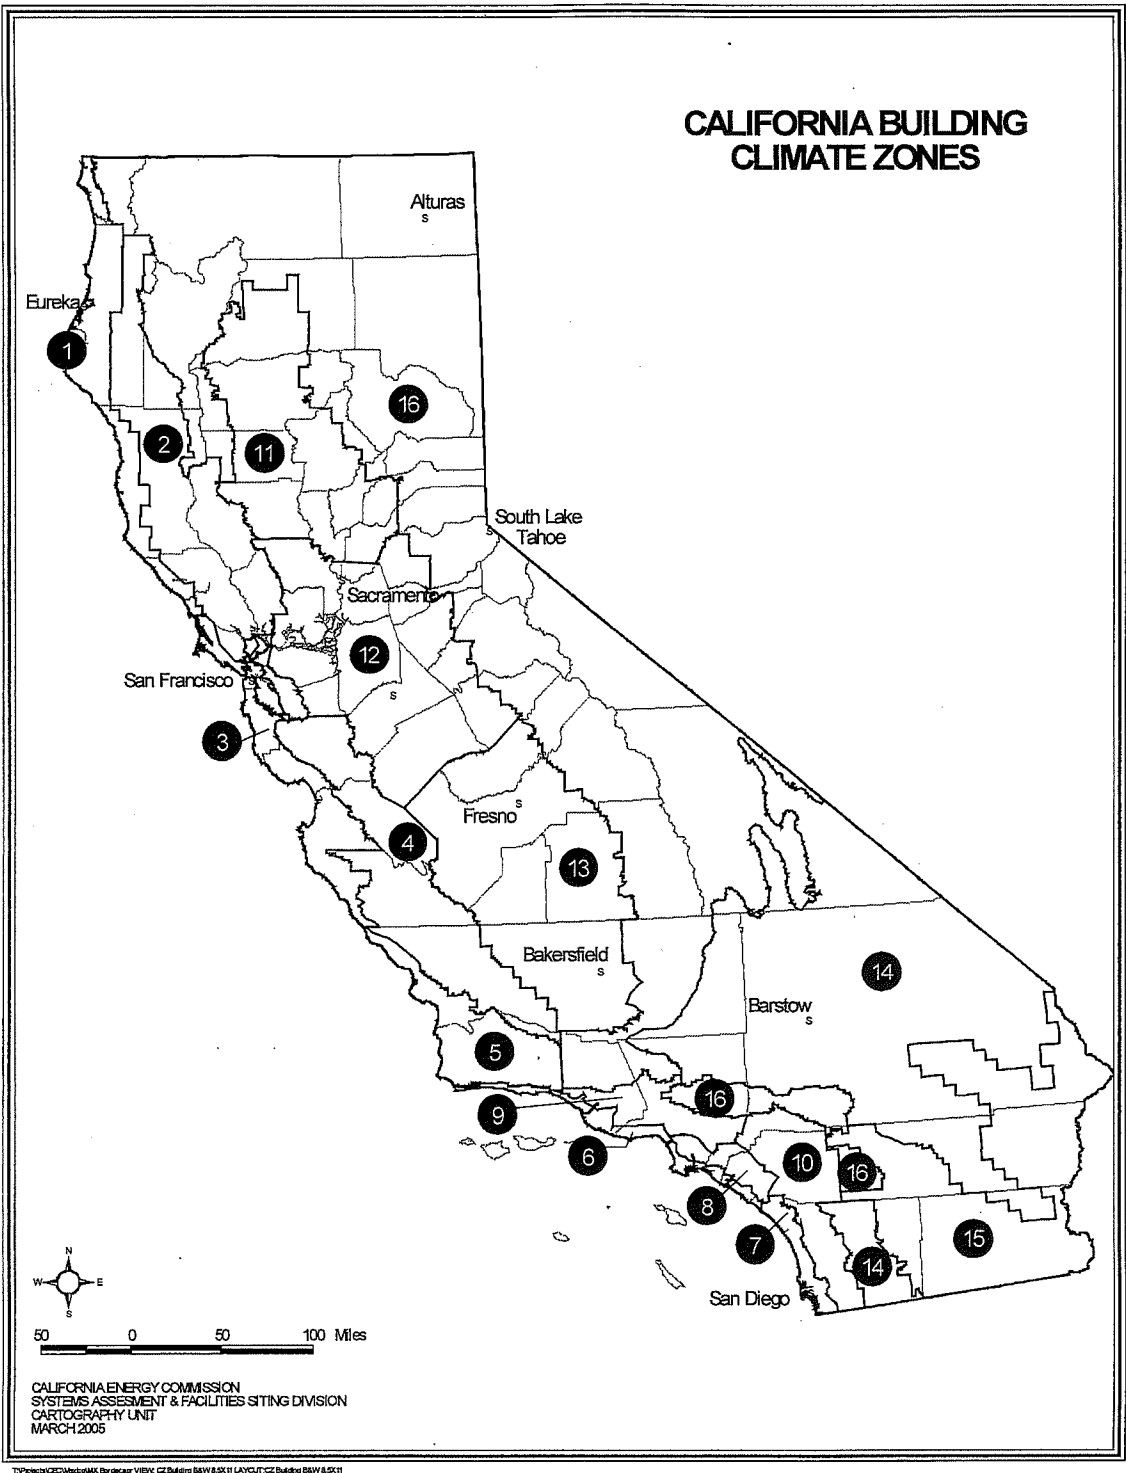 CALIFORNIA BUILDING
CLIMATE ZONES
Alturas
S
Eureka
1
16
2
11
South Lake
Tahoe
Sacramento
12
San Francisco
S
3
Fresno
S
4
13
Bakersfield
S
14
Barstow
S
5
16
9
6
10
16
8
7
15
14
San Diego
N
W E
S
50 0 50 100 Miles
CALIFORNIA ENERGY COMMISSION
SYSTEMS ASSESMENT & FACILITIES SITING DIVISION
CARTOGRAPHY UNIT
MARCH 2005